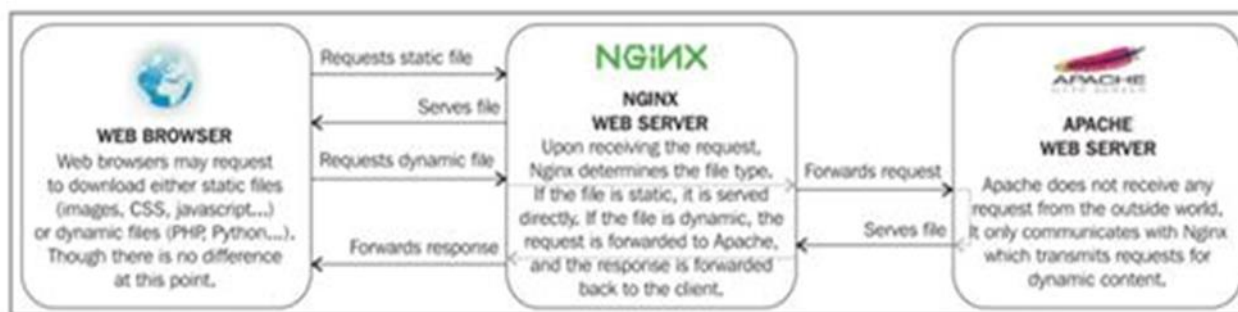 Requests static file
Serves file
Requests dynamic file
Forwards response
WEB BROWSER
Web browsers may request
to download either static files
(images, CSS, javascript...)
or dynamic files (PHP, Python...).
Though there is no difference
at this point.
NGINX
NGINX
WEB SERVER
Upon receiving the request,
Nginx determines the file type.
If the file is static, it is served
directly. If the file is dynamic, the
request is forwarded to Apache,
and the response is forwarded
back to the client.
Forwards request
Serves file
APACHE
HTTP SERVER
APACHE
WEB SERVER
Apache does not receive any
request from the outside world.
It only communicates with Nginx
which transmits requests for
dynamic content.